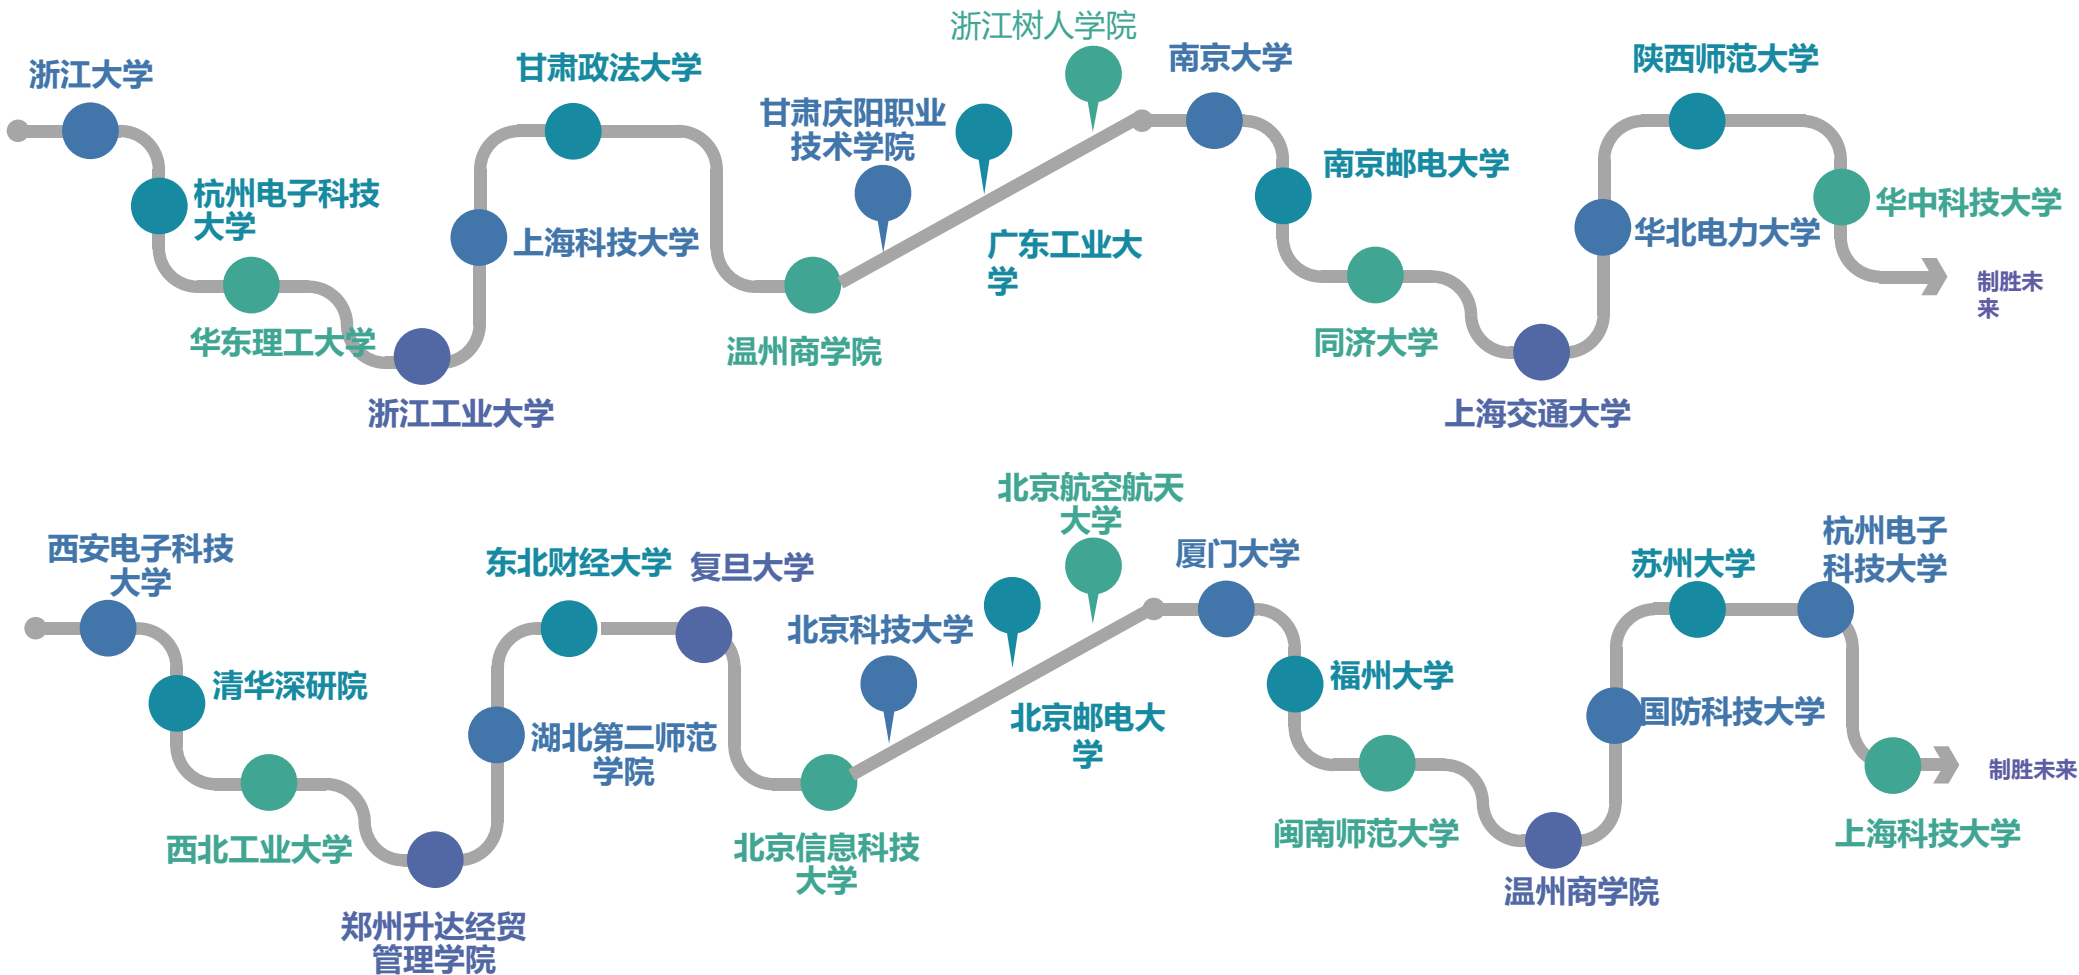 浙江大学
杭州电子科技
大学
华东理工大学
浙江工业大学
上海科技大学
甘肃政法大学
温州商学院
甘肃庆阳职业
技术学院
广东工业大
学
浙江树人学院
南京大学
南京邮电大学
同济大学
上海交通大学
华北电力大学
陕西师范大学
华中科技大学
制胜未
来
西安电子科技
大学
清华深研院
西北工业大学
郑州升达经贸
管理学院
湖北第二师范
学院
东北财经大学
复旦大学
北京信息科技
大学
北京科技大学
北京邮电大
学
北京航空航天
大学
厦门大学
福州大学
闽南师范大学
温州商学院
国防科技大学
苏州大学
杭州电子
科技大学
上海科技大学
制胜未来